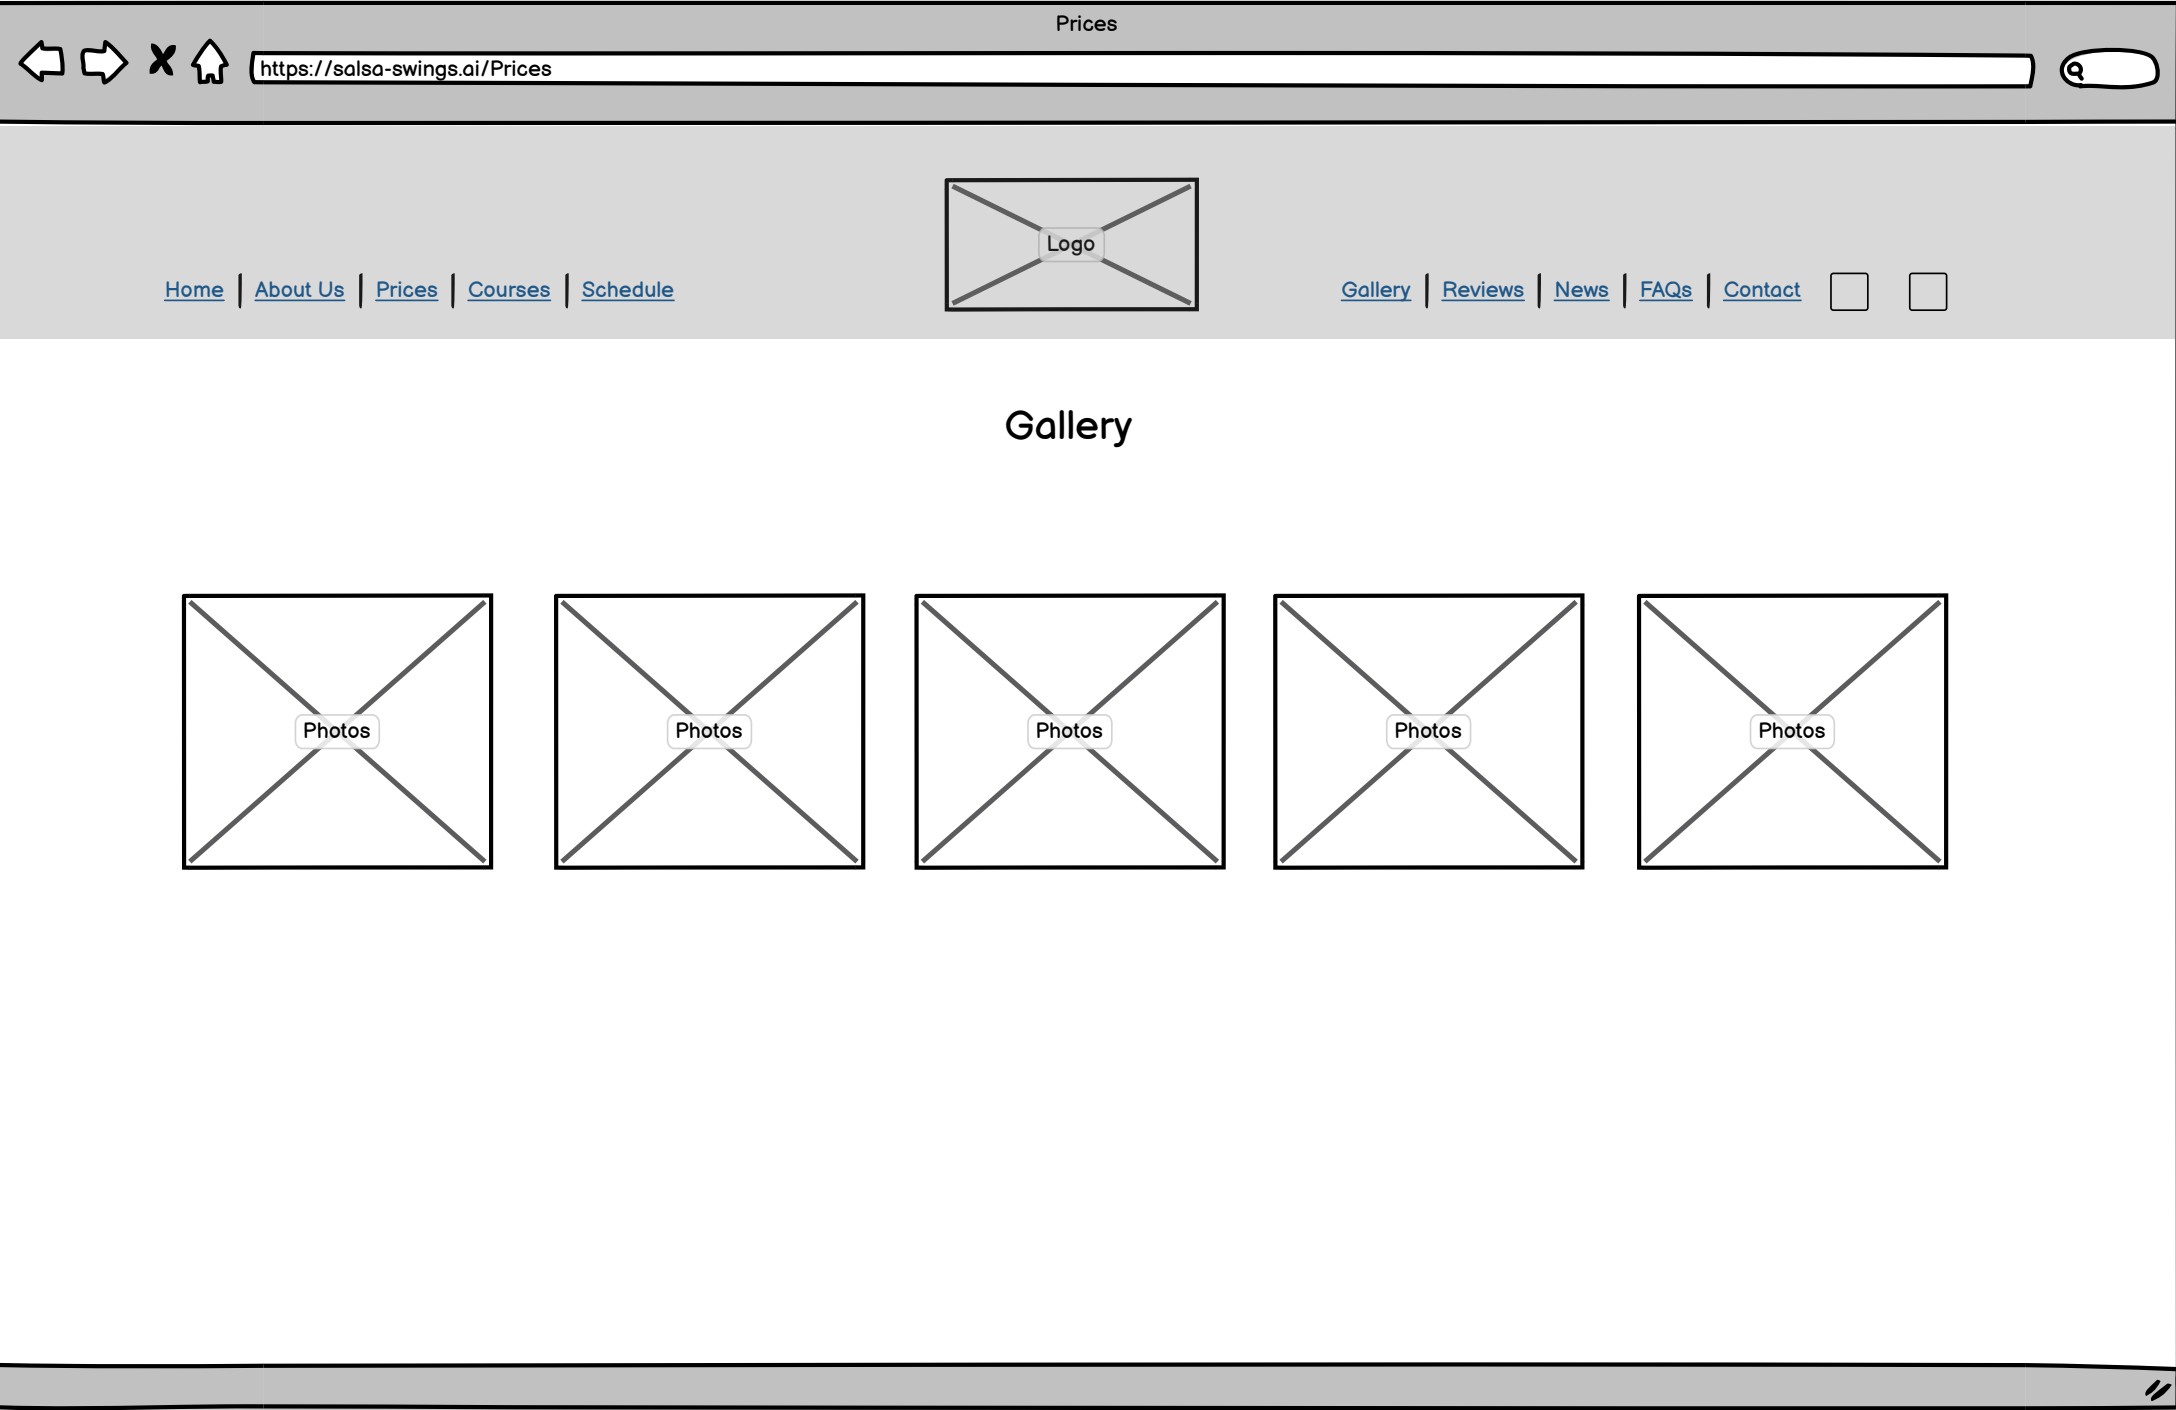 Prices
https://salsa-swings.ai/Prices
Logo
Home | About Us | Prices | Courses | Schedule
Gallery | Reviews | News | FAQs | Contact
Gallery
Photos Photos Photos Photos Photos